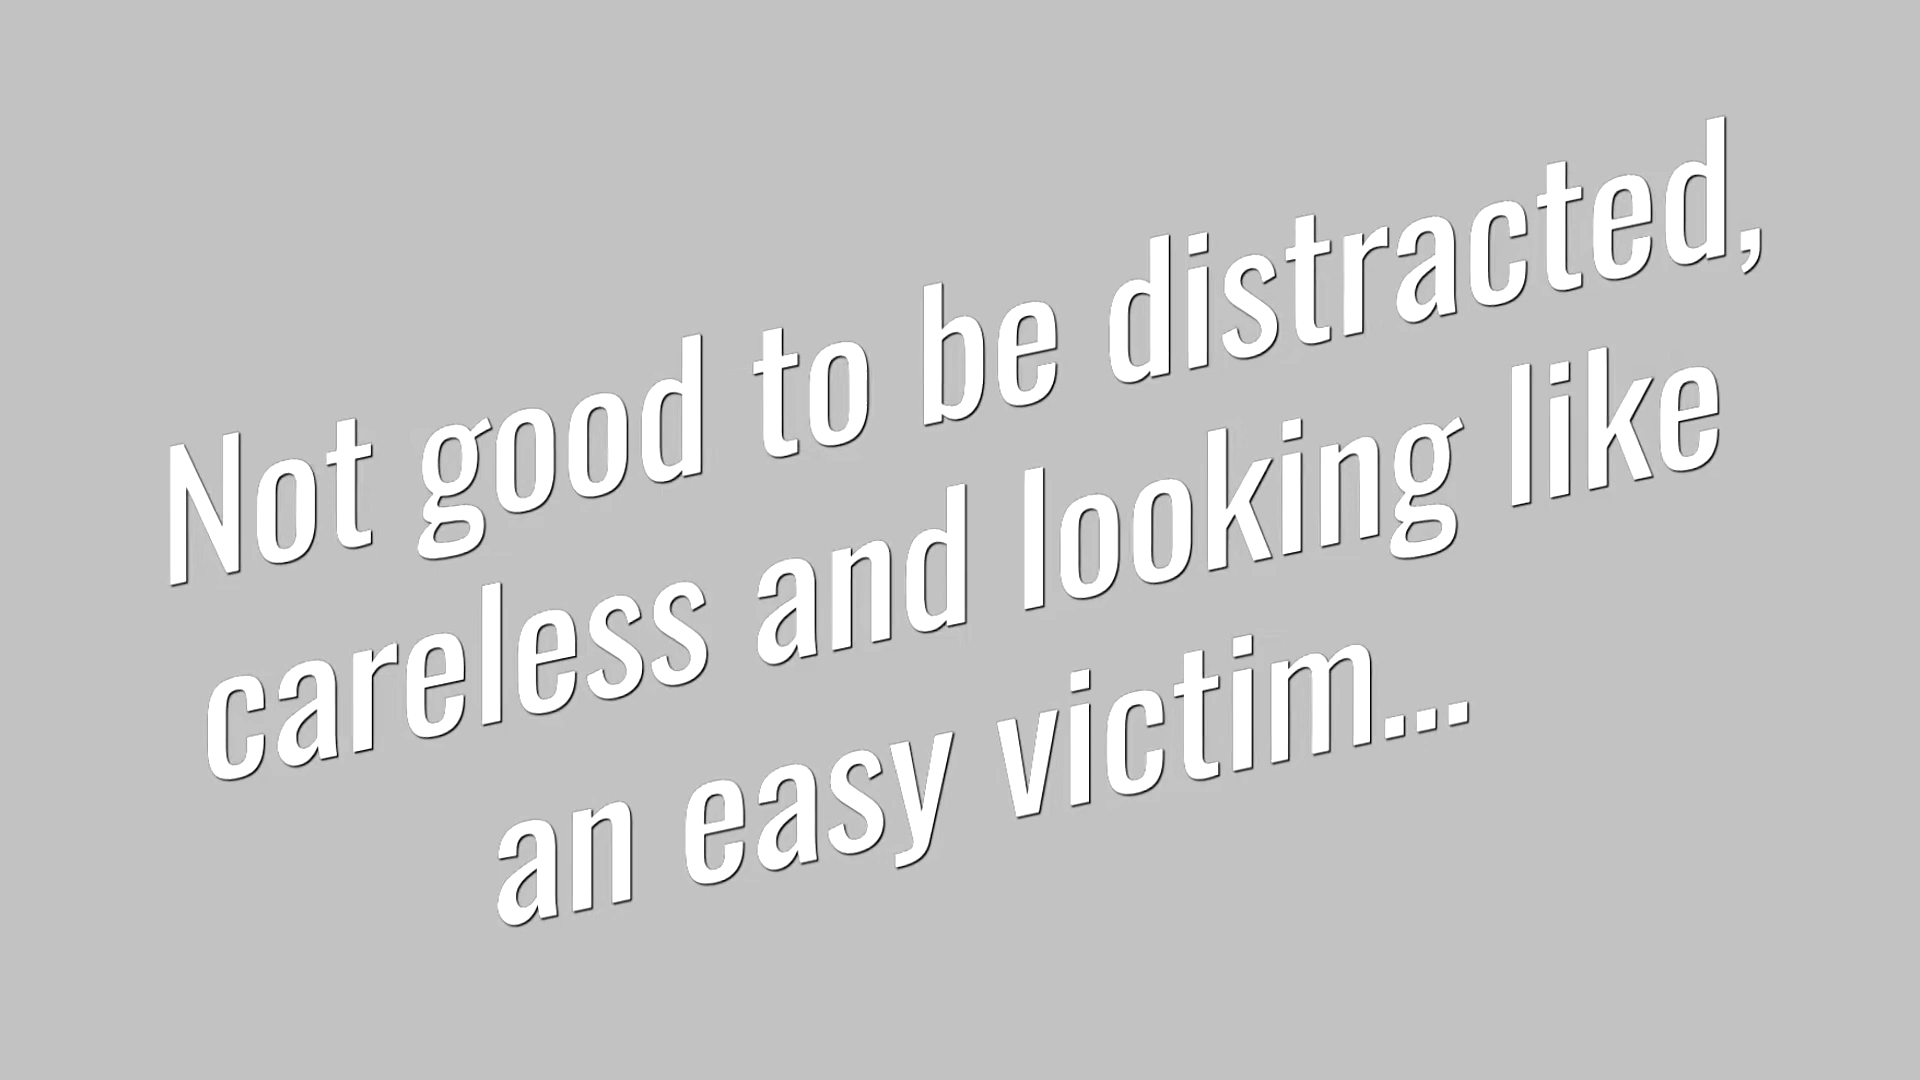 Not good to be distracted,
careless and looking like
an easy victim...